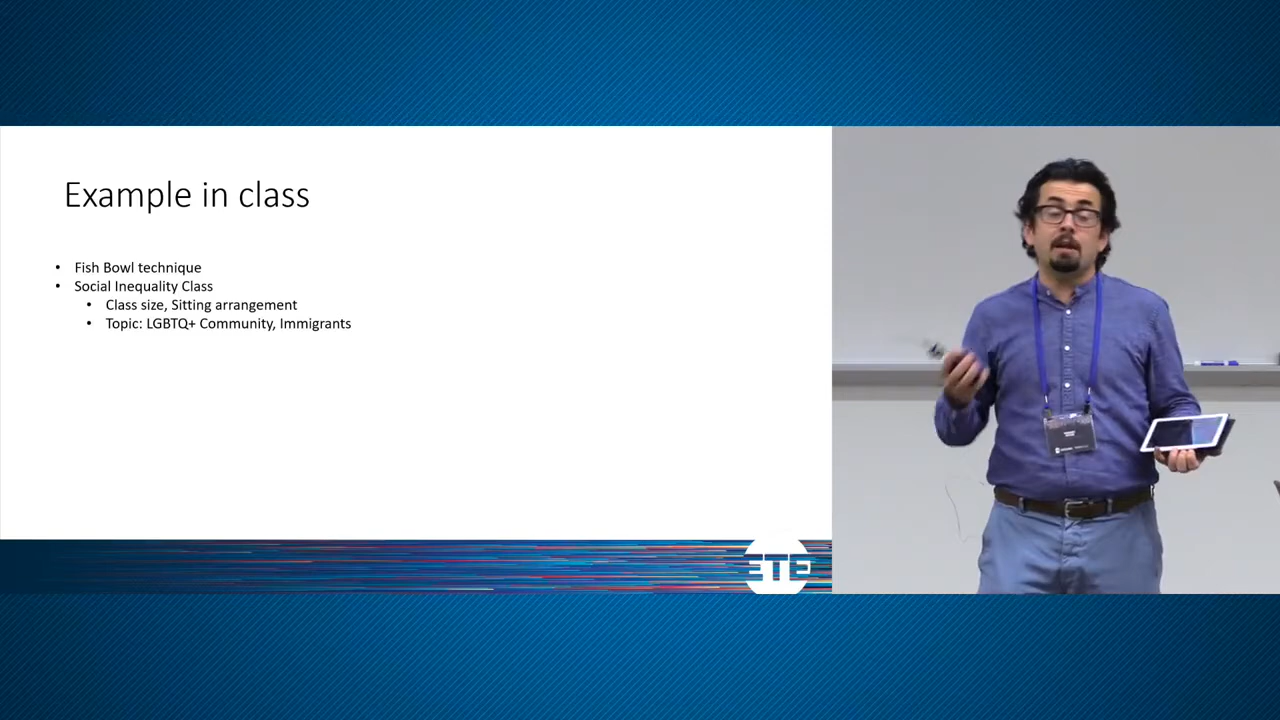 Example in class
• Fish Bowl technique
• Social Inequality Class
• Class size, Sitting arrangement
• Topic: LGBTQ+ Community, Immigrants